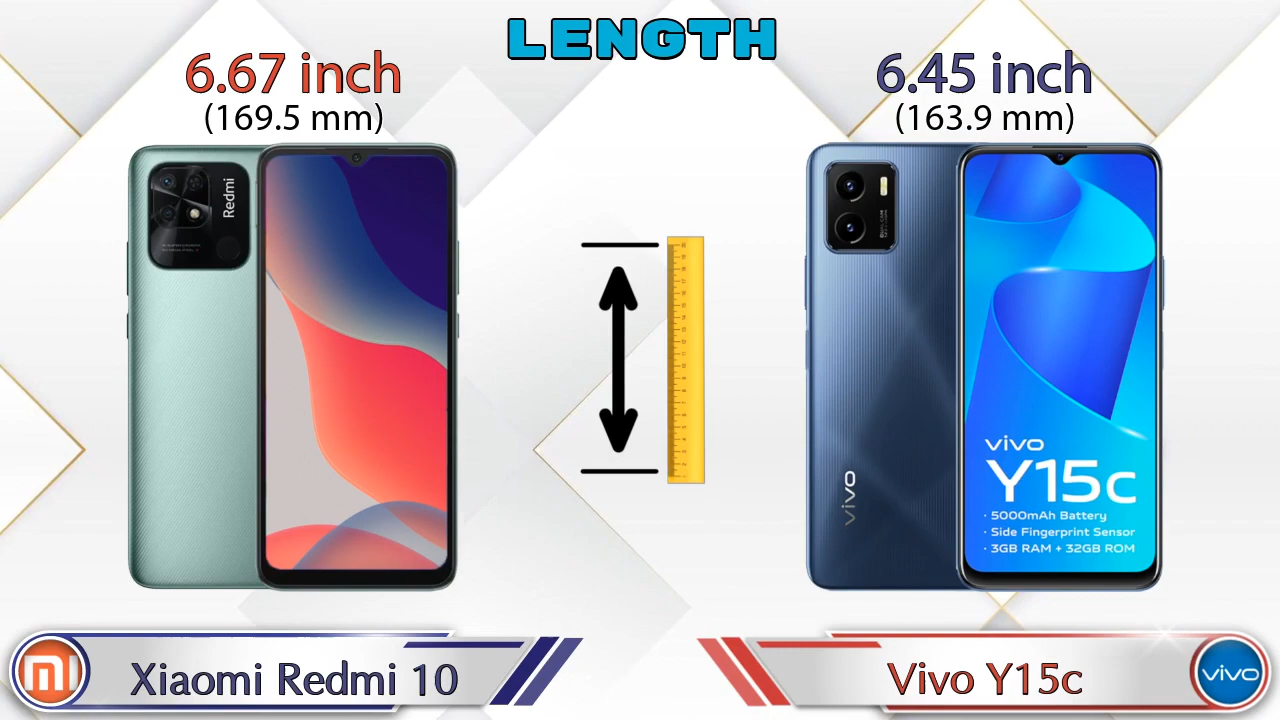 LENGTH
6.67 inch
(169.5 mm)
6.45 inch
(163.9 mm)
Redmi
vivo
vivo
Y15c
· 5000mAh Battery
· Side Fingerprint Sensor
· 3GB RAM + 32GB ROM
Xiaomi Redmi 10
Vivo Y15c
vivo